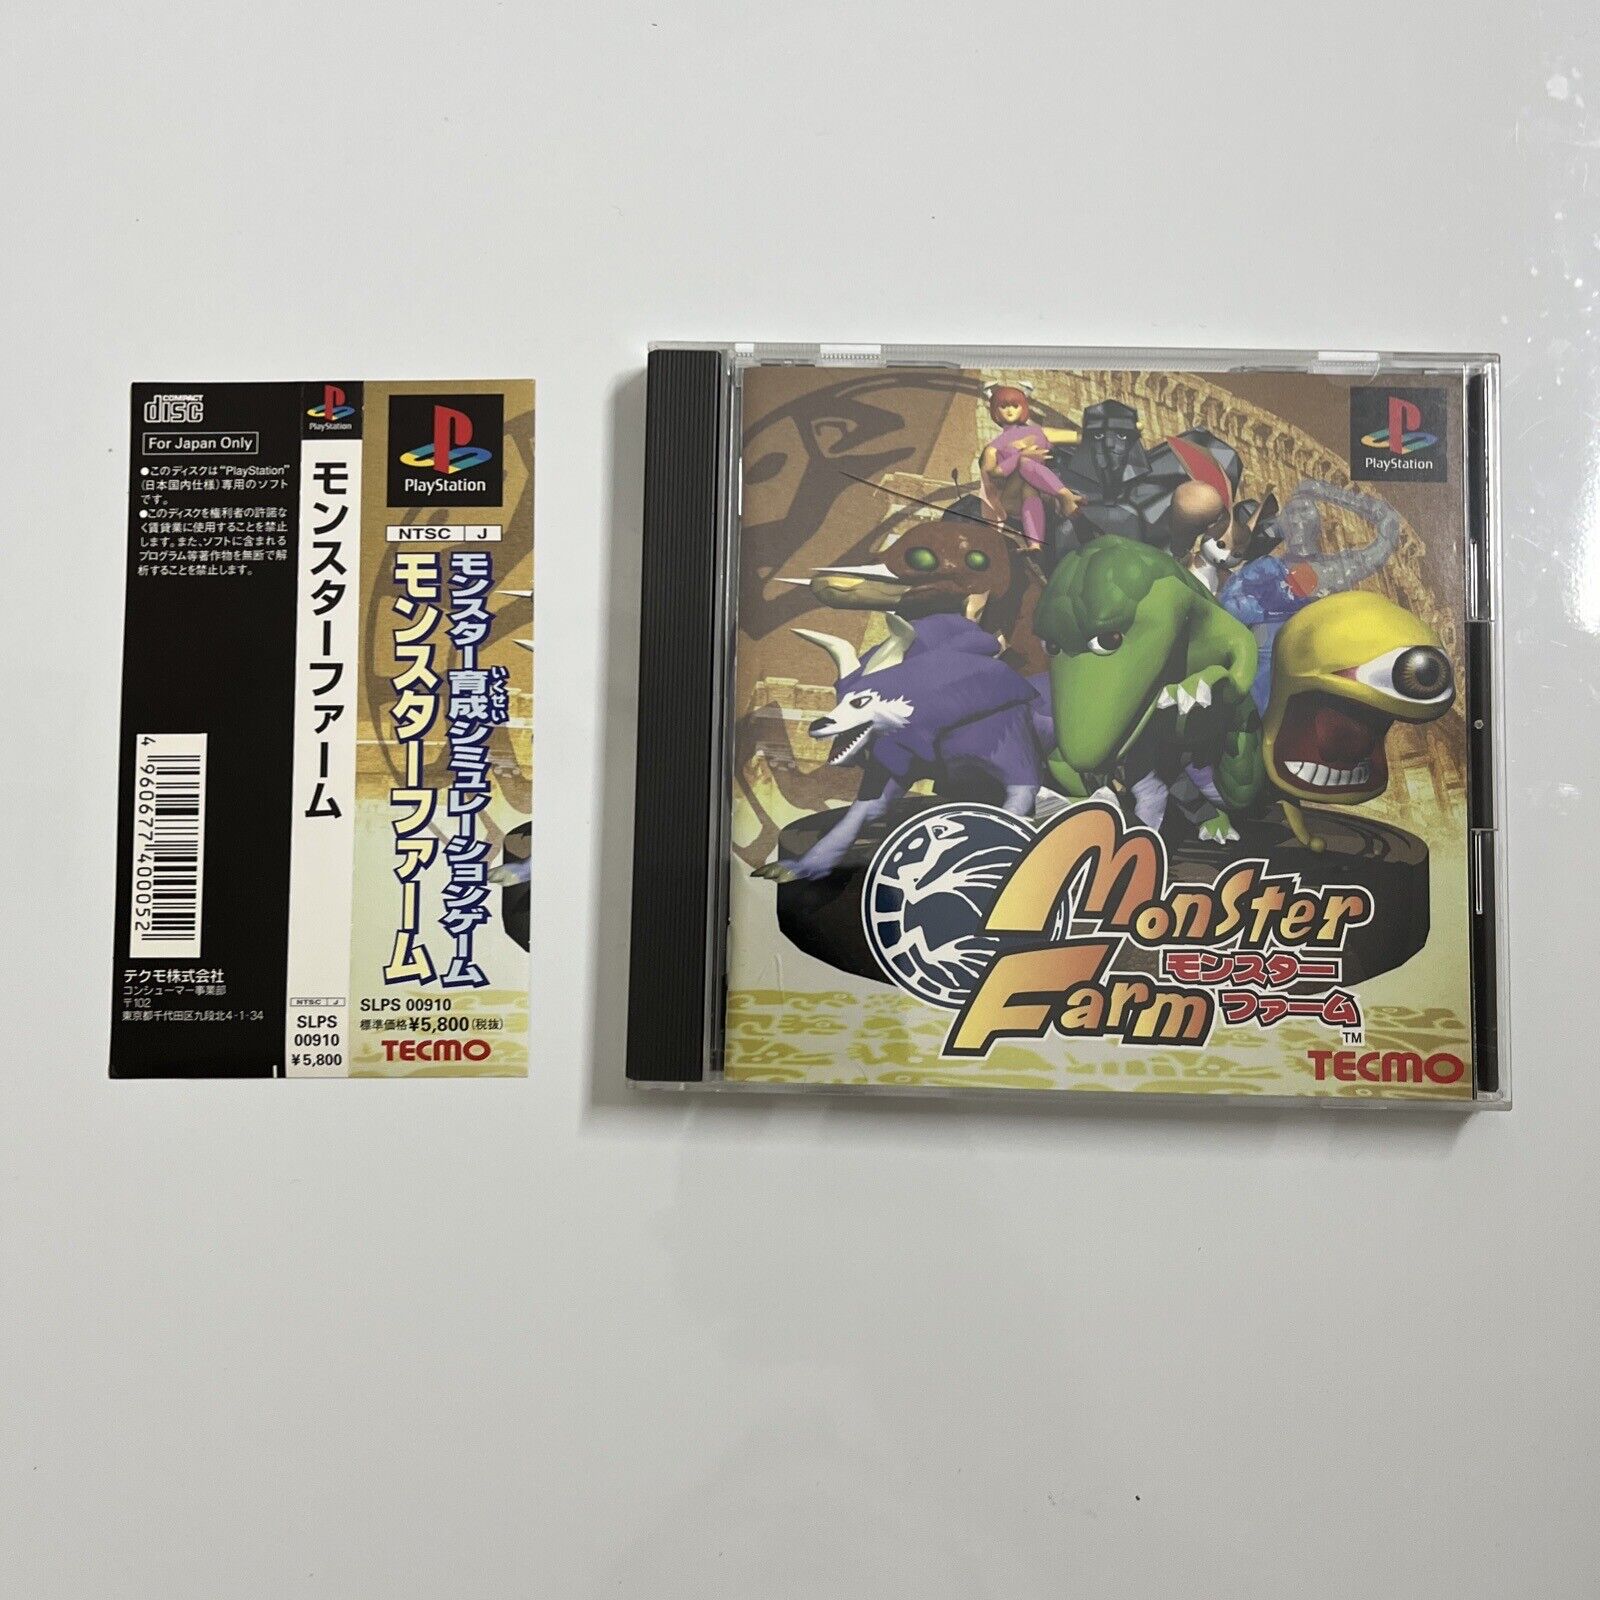 COMPACT
disc
For Japan Only
●このディスクは“PlayStation”
(日本国内仕様)専用のソフト
です。
●このディスクを権利者の許諾な
く賃貸業に使用することを禁止
します。また、ソフトに含まれる
プログラム等著作物を無断で解
析することを禁止します。
4 960677 400052
テクモ株式会社
コンシューマー事業部
〒102
東京都千代田区九段北4-1-34
PlayStation
モンスターファーム
NTSC J
SLPS
00910
¥5,800
PlayStation
NTSC J
モンスター育成シミュレーションゲーム
いくせい
モンスターファーム
SLPS 00910
標準価格¥5,800(税抜)
TECMO
PlayStation
Monster
Farm
モンスター
ファーム
TM
TECMO